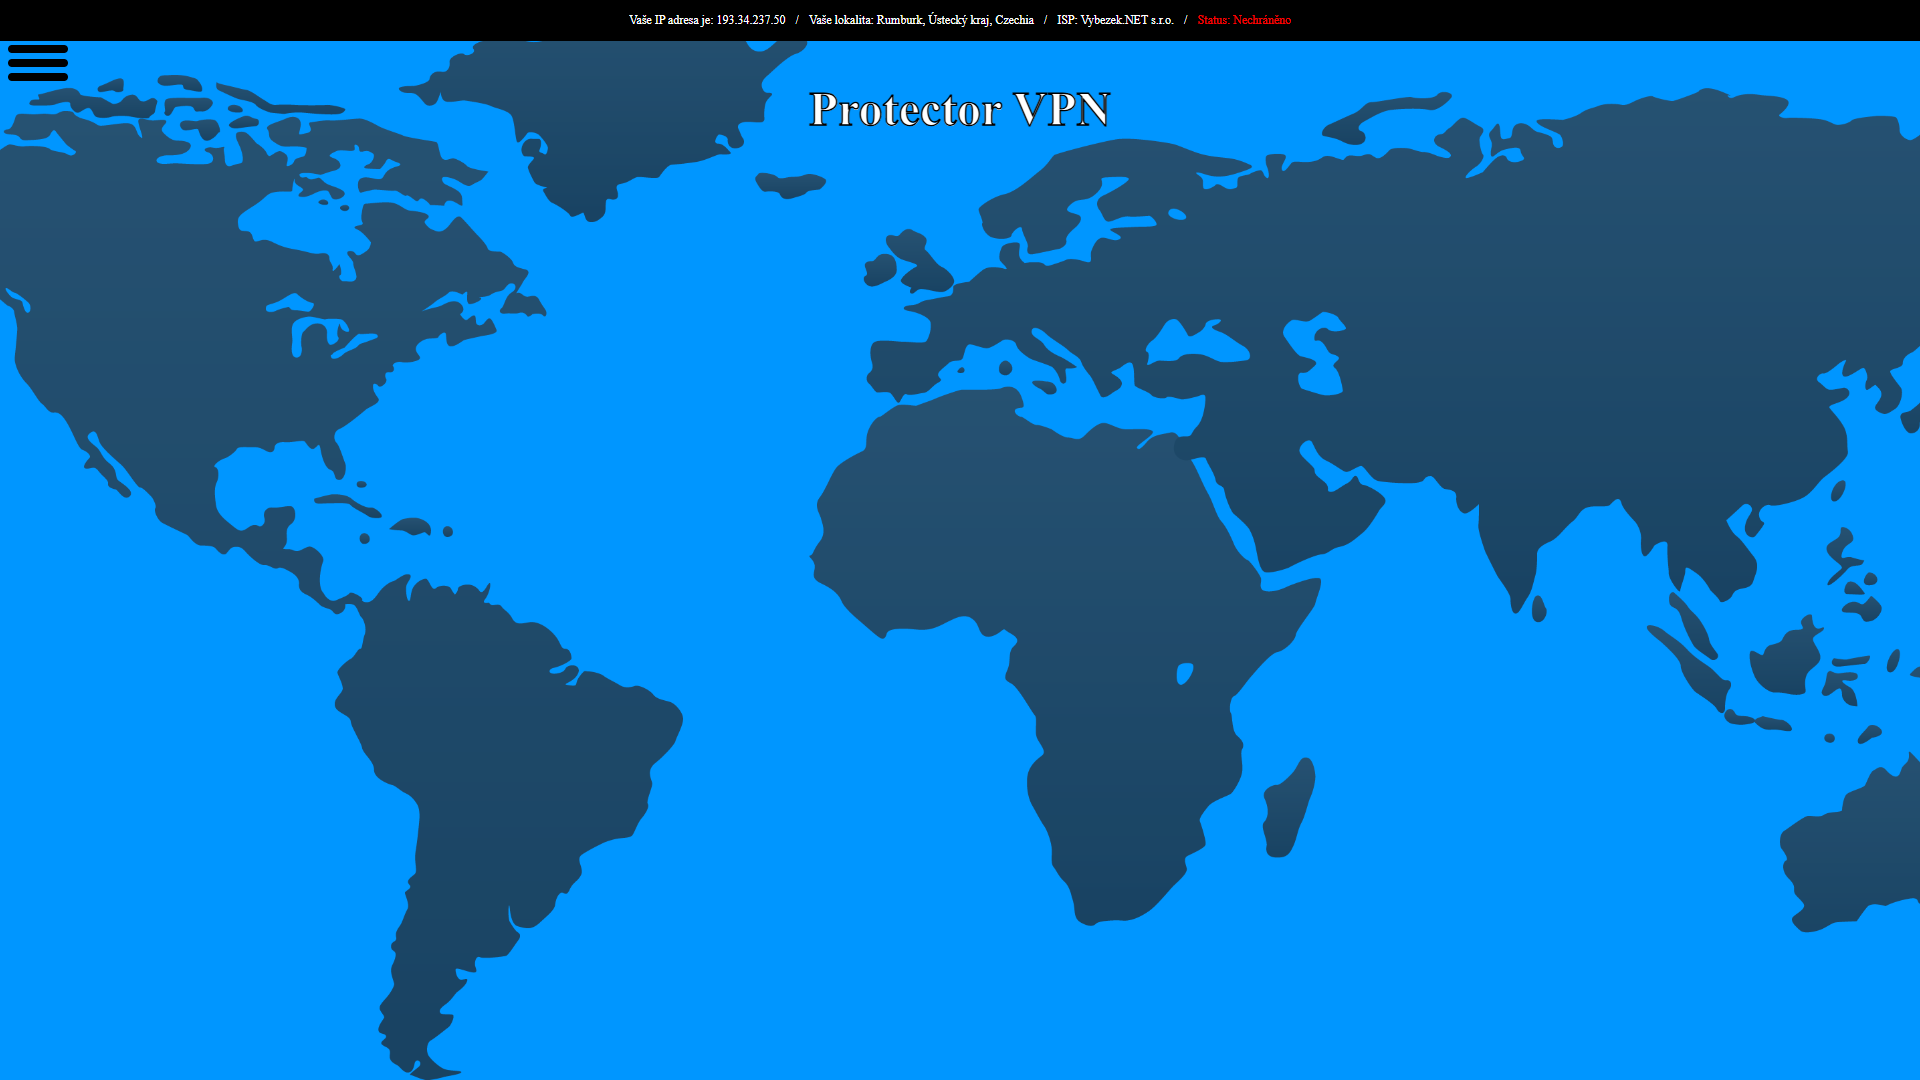 Vaše IP adresa je: 193.34.237.50 / Vaše lokalita: Rumburk, Ústecký kraj, Czechia / ISP: Vybezek.NET s.r.o. / Status: Nechráněno
Protector VPN